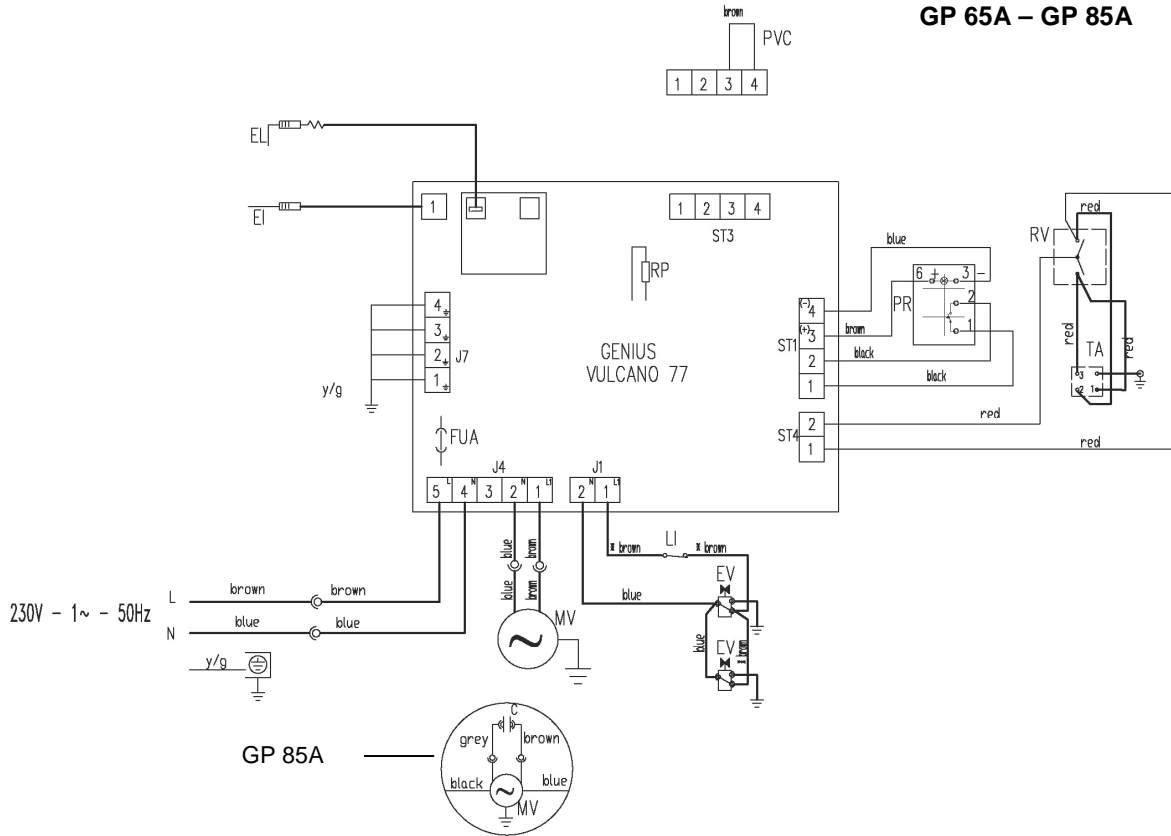 GP 65A – GP 85A
brown
PVC
1 2 3 4
EL
EI
1
1 2 3 4
ST3
RP
GENIUS
VULCANO 77
4
3
2
1
J7
y/g
FUA
J4
5 L 4 N 3 2 N 1 L1
J1
2 N 1 L1
ST1
(-) 4
(+) 3
2
1
ST4
2
1
blue
brown
black
black
6 + 3 -
PR
2
1
red
RV
red
TA
red
3
2 1
red
red
230V - 1~ - 50Hz
L
brown
brown
N
blue
blue
y/g
blue
brown
blue
brown
MV
* brown
LI
* brown
blue
EV
blue
EV
brown
GP 85A
C
grey
brown
black
blue
MV